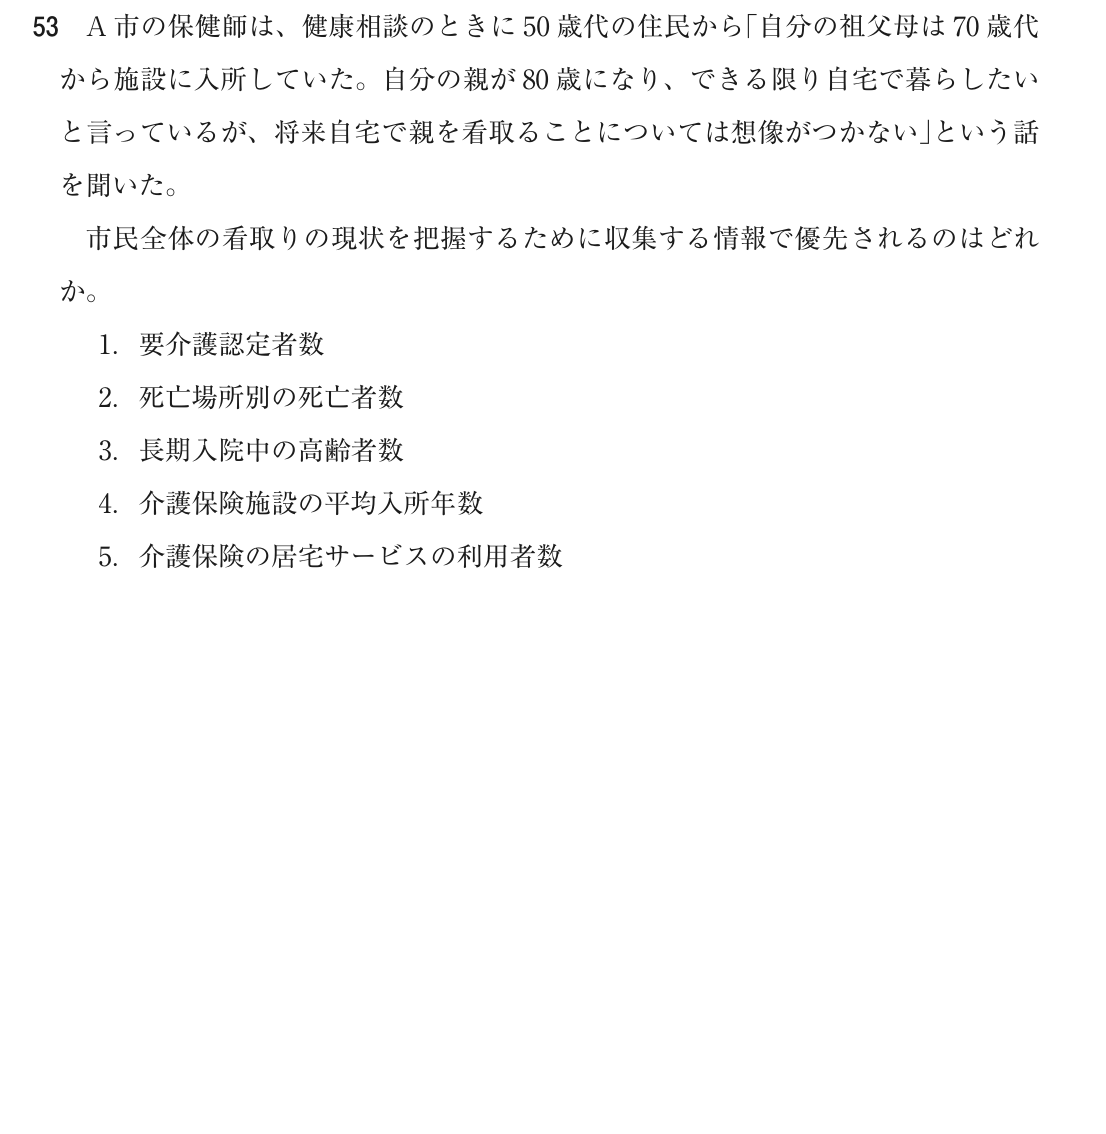 53 A市の保健師は、健康相談のときに50歳代の住民から「自分の祖父母は70歳代
から施設に入所していた。自分の親が80歳になり、できる限り自宅で暮らしたい
と言っているが、将来自宅で親を看取ることについては想像がつかない」という話
を聞いた。
市民全体の看取りの現状を把握するために収集する情報で優先されるのはどれ
か。
1. 要介護認定者数
2. 死亡場所別の死亡者数
3. 長期入院中の高齢者数
4. 介護保険施設の平均入所年数
5. 介護保険の居宅サービスの利用者数